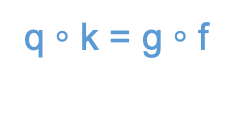 q ∘ k = g ∘ f